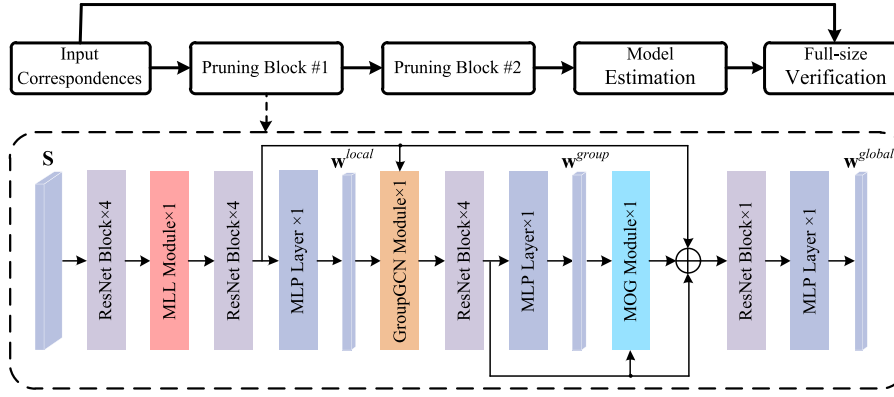 Input
Correspondences
Pruning Block #1
Pruning Block #2
Model
Estimation
Full-size
Verification
S
ResNet Block×4
MLL Module×1
ResNet Block×4
MLP Layer ×1
w^local
GroupGCN Module×1
ResNet Block×4
MLP Layer×1
w^group
MOG Module×1
ResNet Block×1
MLP Layer ×1
w^global